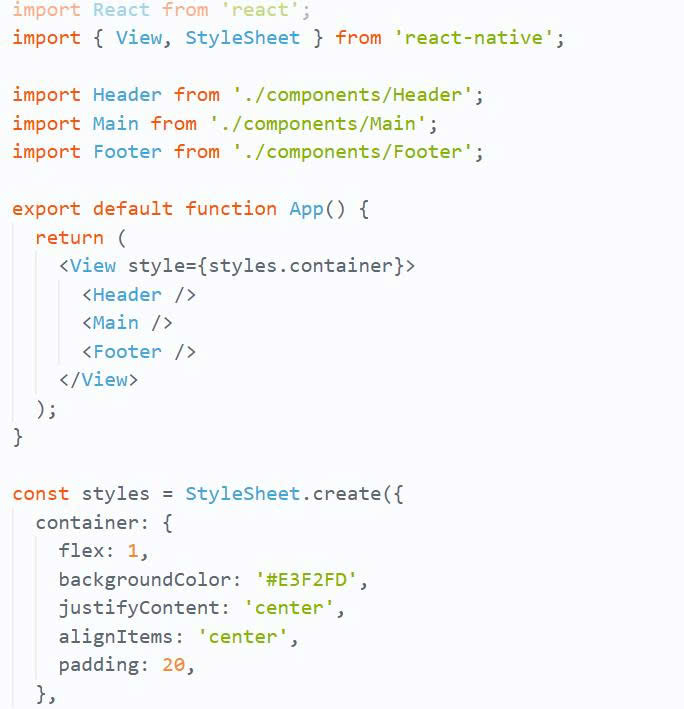 import React from 'react';
import { View, StyleSheet } from 'react-native';

import Header from './components/Header';
import Main from './components/Main';
import Footer from './components/Footer';

export default function App() {
  return (
    <View style={styles.container}>
      <Header />
      <Main />
      <Footer />
    </View>
  );
}

const styles = StyleSheet.create({
  container: {
    flex: 1,
    backgroundColor: '#E3F2FD',
    justifyContent: 'center',
    alignItems: 'center',
    padding: 20,
  },